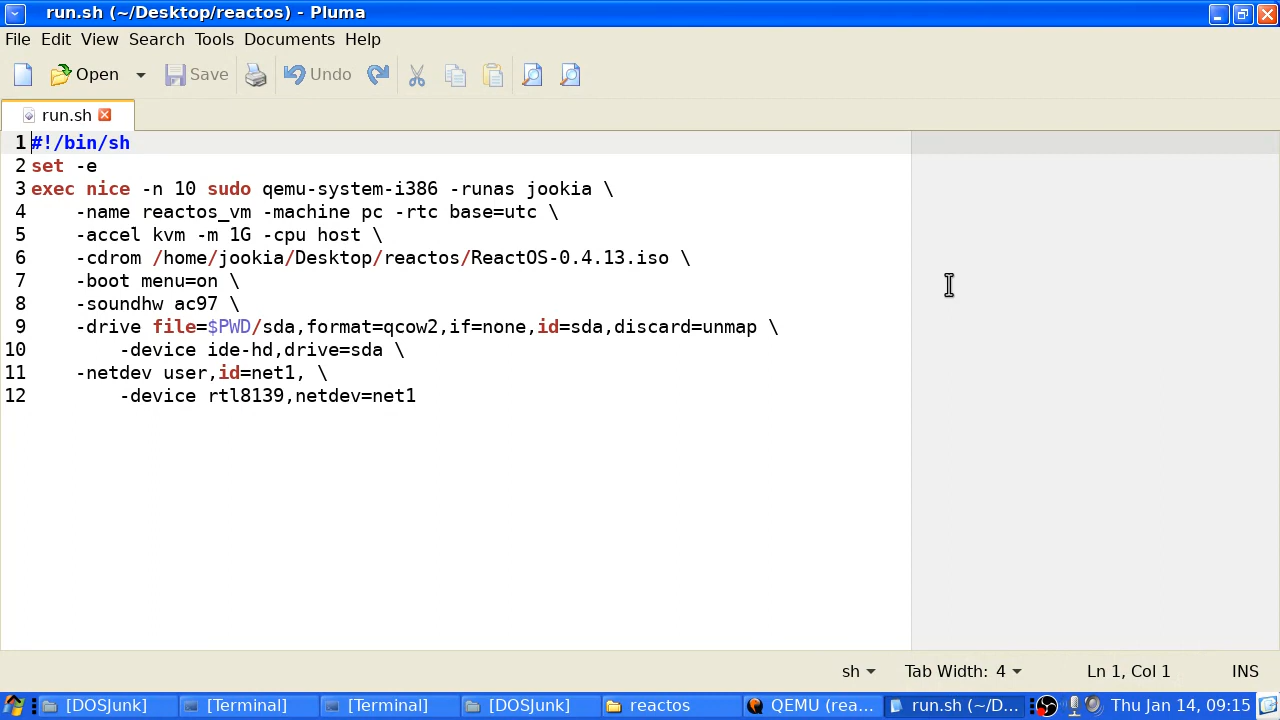 run.sh (~/Desktop/reactos) - Pluma
File Edit View Search Tools Documents Help
Open Save Undo
run.sh
1 #!/bin/sh
2 set -e
3 exec nice -n 10 sudo qemu-system-i386 -runas jookia \
4     -name reactos_vm -machine pc -rtc base=utc \
5     -accel kvm -m 1G -cpu host \
6     -cdrom /home/jookia/Desktop/reactos/ReactOS-0.4.13.iso \
7     -boot menu=on \
8     -soundhw ac97 \
9     -drive file=$PWD/sda,format=qcow2,if=none,id=sda,discard=unmap \
10         -device ide-hd,drive=sda \
11     -netdev user,id=net1, \
12         -device rtl8139,netdev=net1
sh Tab Width: 4 Ln 1, Col 1 INS
[DOSJunk] [Terminal] [Terminal] [DOSJunk] reactos QEMU (rea... run.sh (~/D... Thu Jan 14, 09:15